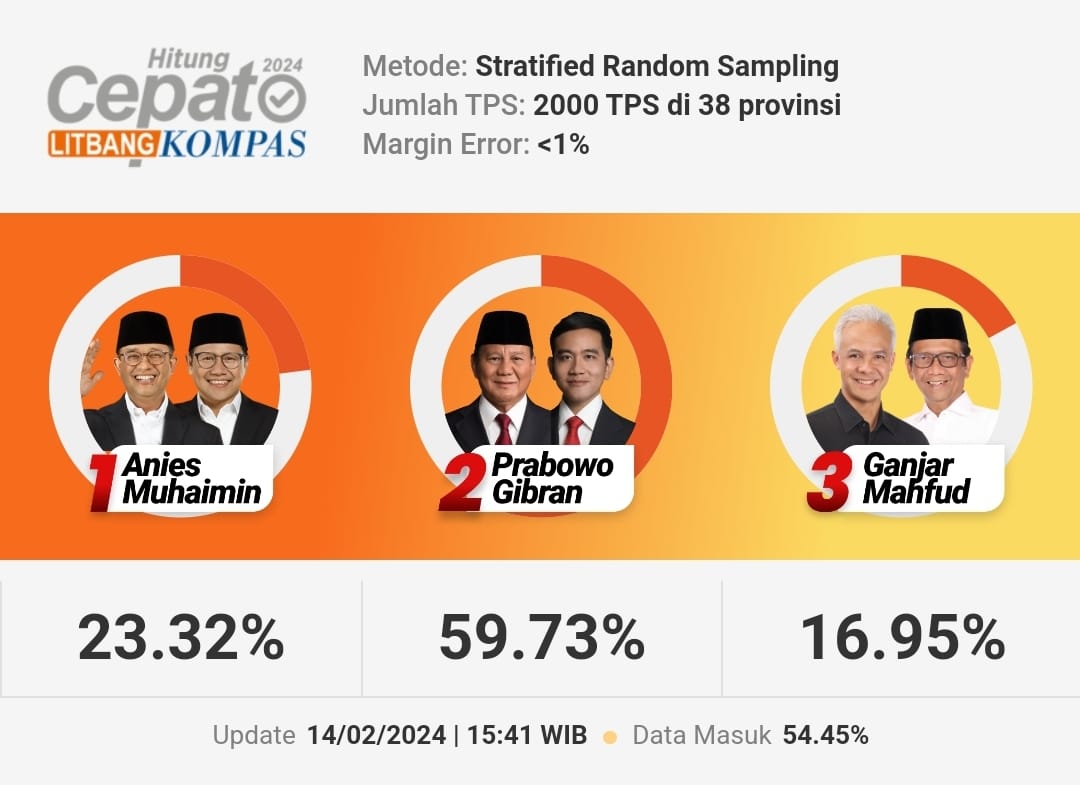 Hitung
Cepat 2024
LITBANG KOMPAS
Metode: Stratified Random Sampling
Jumlah TPS: 2000 TPS di 38 provinsi
Margin Error: <1%
1 Anies
Muhaimin
2 Prabowo
Gibran
3 Ganjar
Mahfud
23.32%
59.73%
16.95%
Update 14/02/2024 | 15:41 WIB ● Data Masuk 54.45%